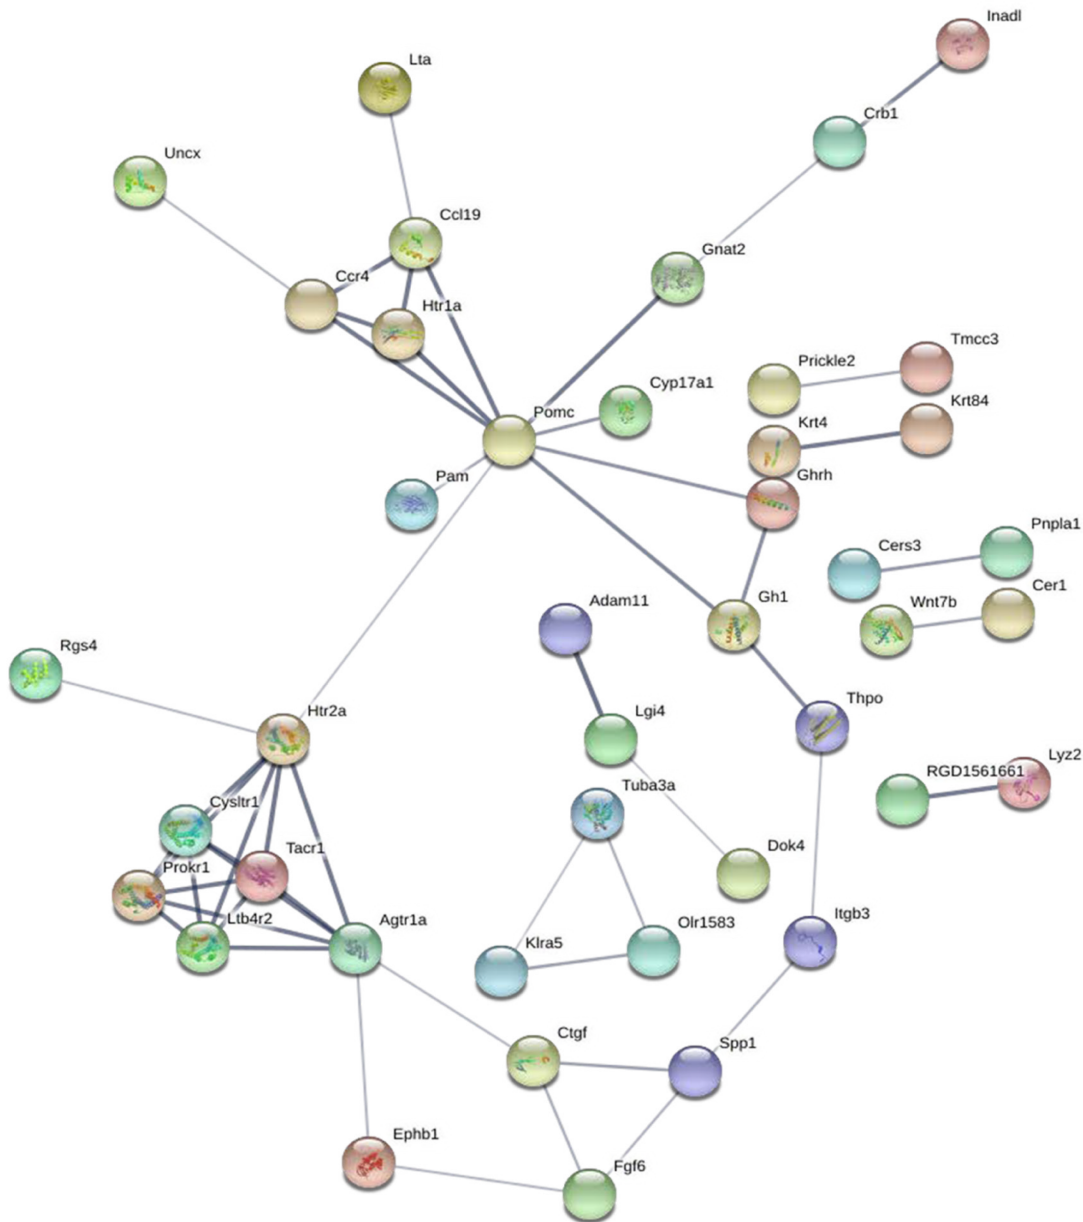 Inadl
Lta
Crb1
Uncx
Ccl19
Gnat2
Ccr4
Htr1a
Tmcc3
Prickle2
Cyp17a1
Krt84
Pomc
Krt4
Pam
Ghrh
Pnpla1
Cers3
Cer1
Gh1
Adam11
Wnt7b
Rgs4
Thpo
Htr2a
Lgi4
Lyz2
RGD1561661
Tuba3a
Cysltr1
Dok4
Tacr1
Prokr1
Itgb3
Ltb4r2
Agtr1a
Olr1583
Klra5
Ctgf
Spp1
Ephb1
Fgf6